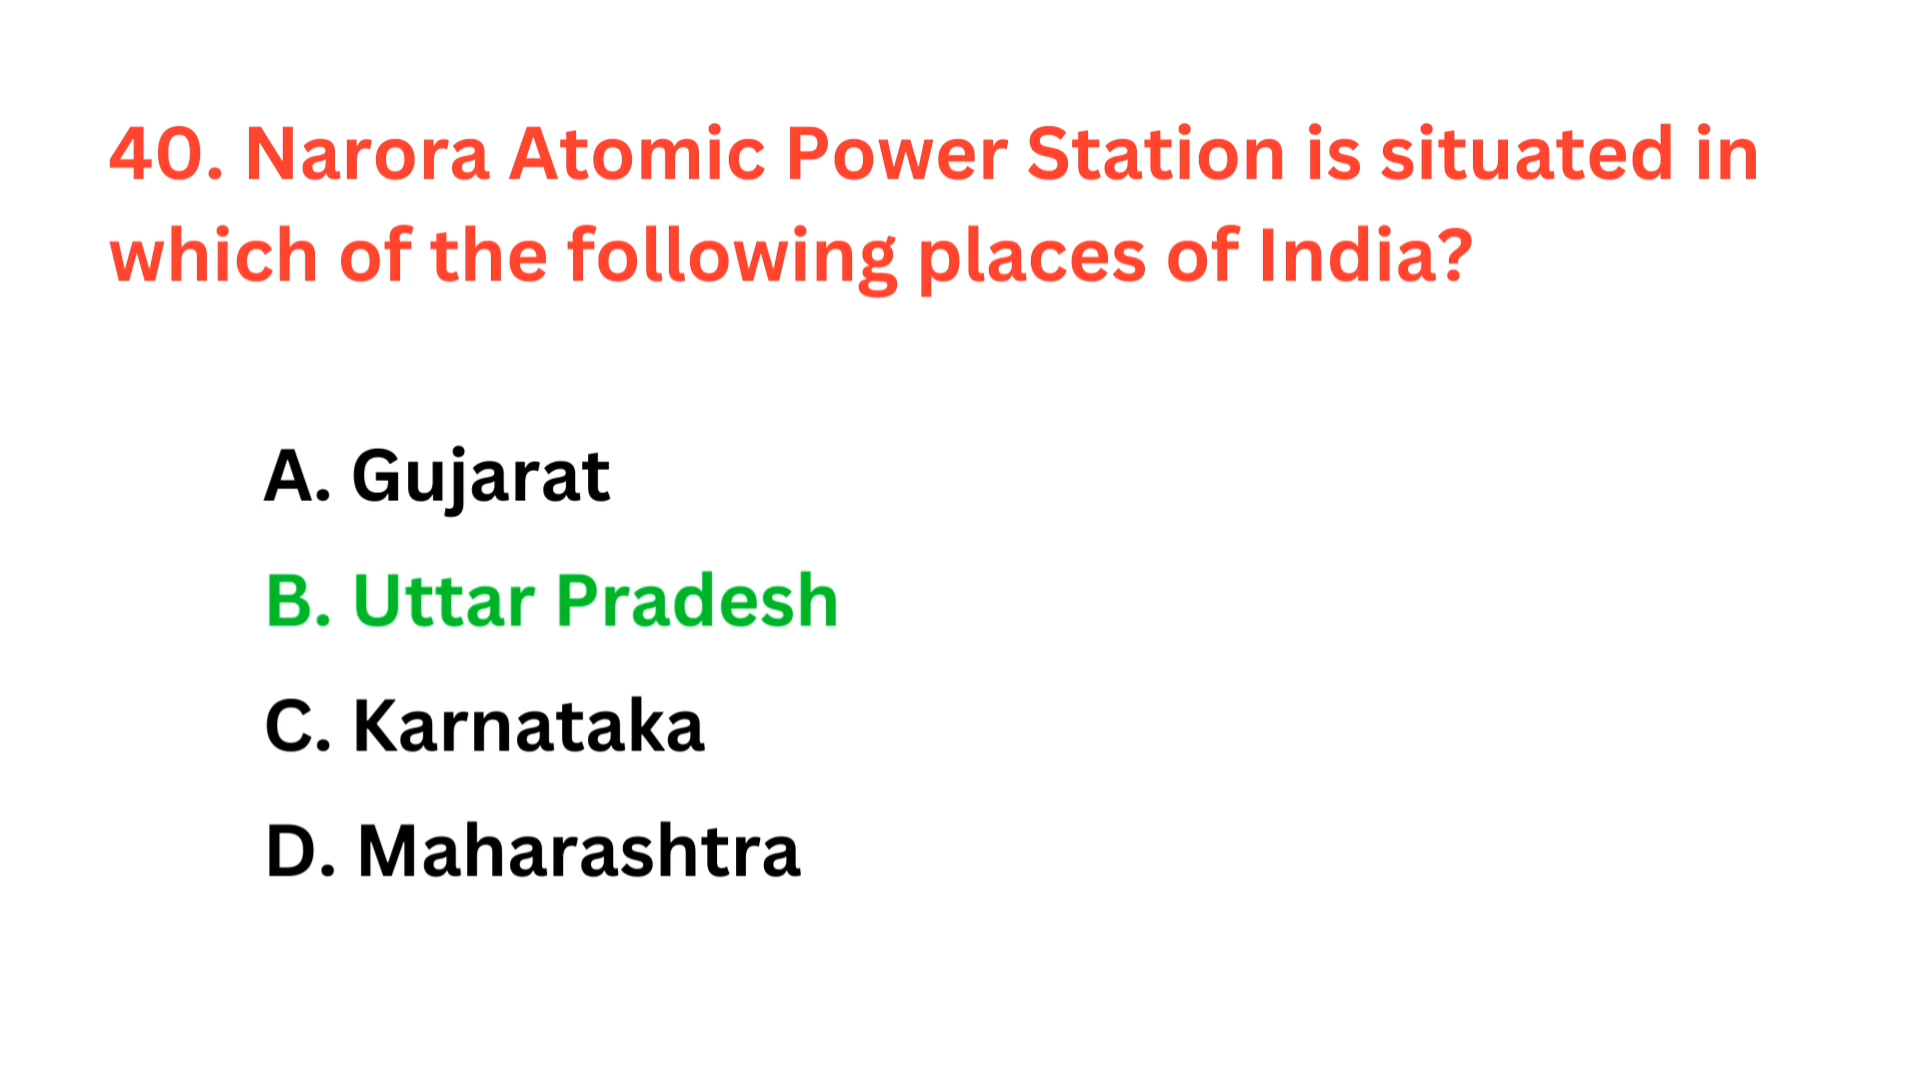 40. Narora Atomic Power Station is situated in
which of the following places of India?
A. Gujarat
B. Uttar Pradesh
C. Karnataka
D. Maharashtra